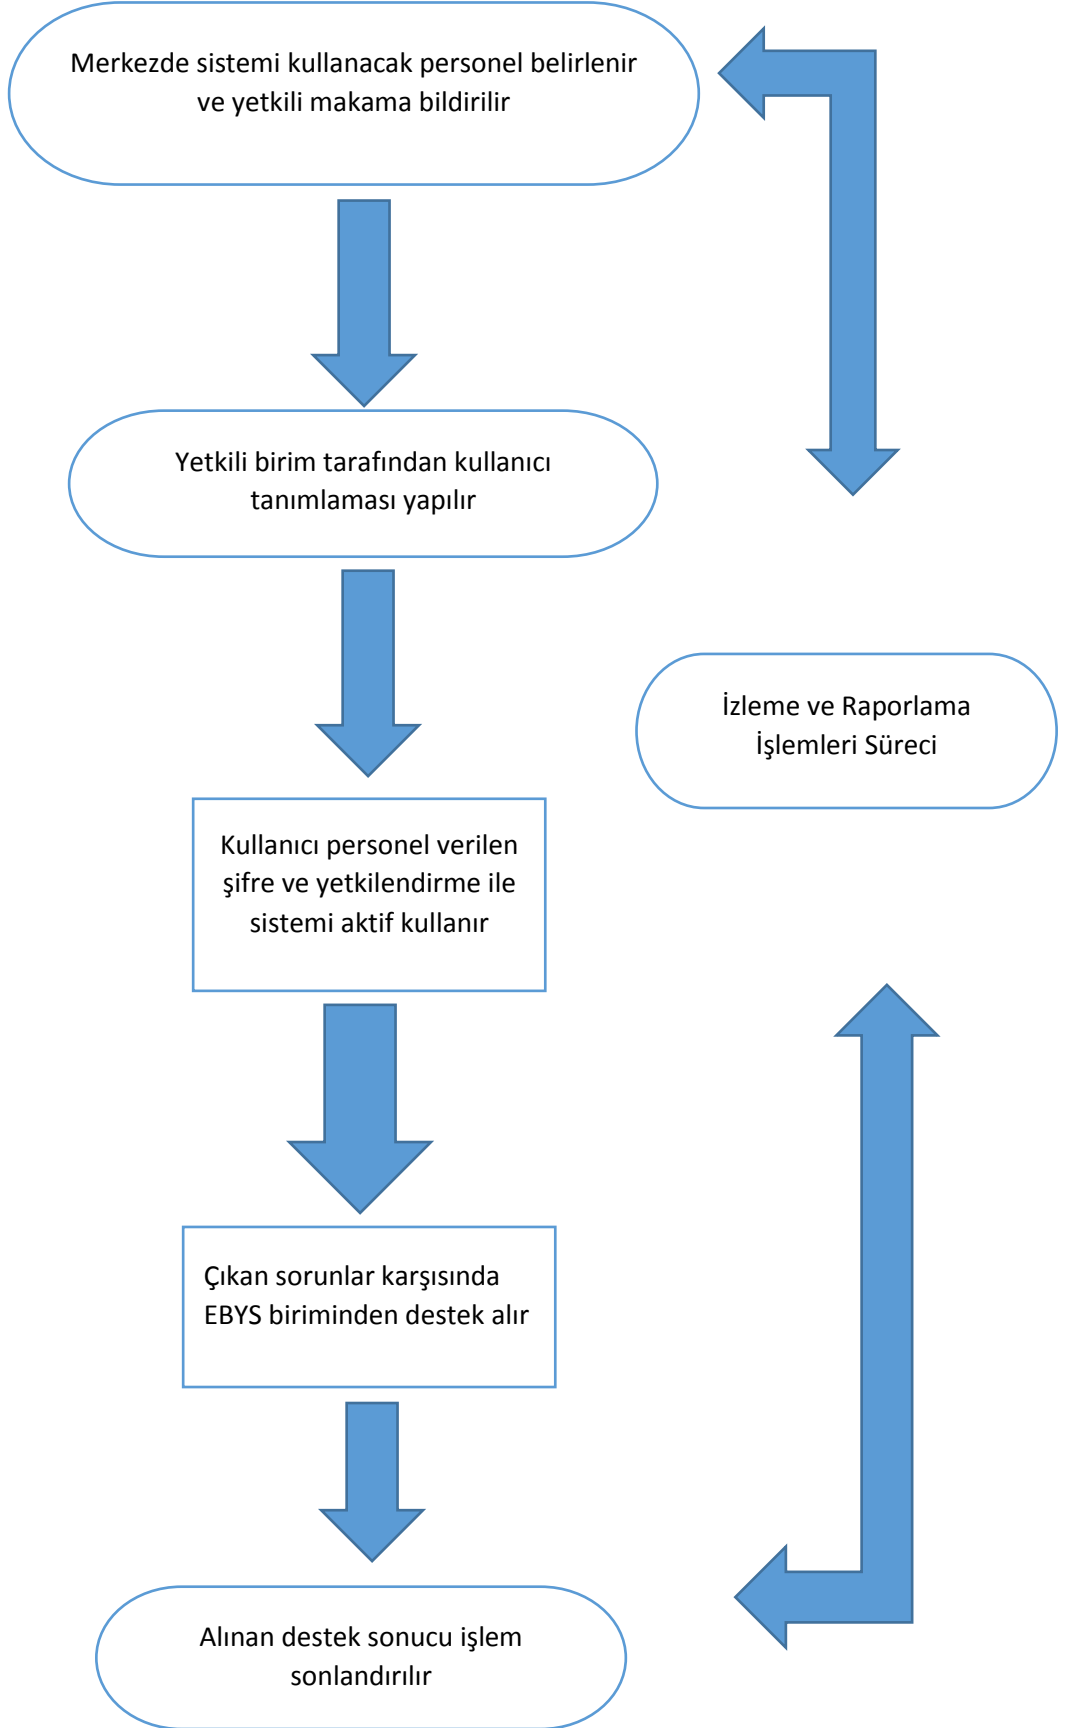 Merkezde sistemi kullanacak personel belirlenir
ve yetkili makama bildirilir
Yetkili birim tarafından kullanıcı
tanımlaması yapılır
İzleme ve Raporlama
İşlemleri Süreci
Kullanıcı personel verilen
şifre ve yetkilendirme ile
sistemi aktif kullanır
Çıkan sorunlar karşısında
EBYS biriminden destek alır
Alınan destek sonucu işlem
sonlandırılır